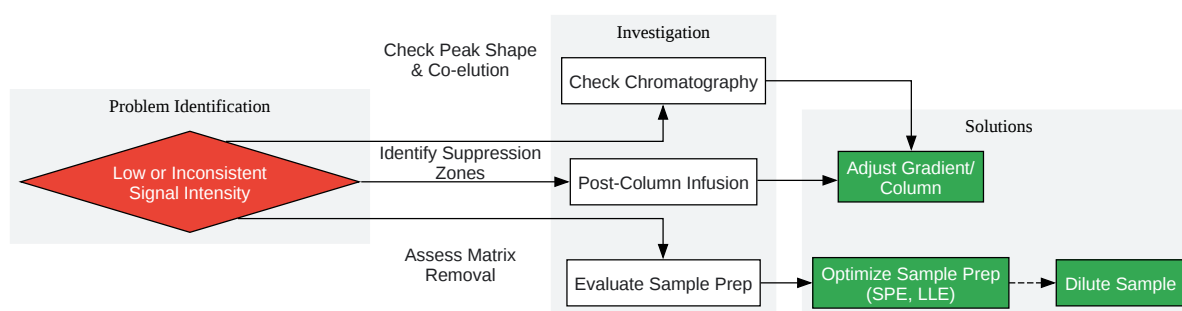 Problem Identification
Low or Inconsistent
Signal Intensity
Check Peak Shape
& Co-elution
Identify Suppression
Zones
Assess Matrix
Removal
Investigation
Check Chromatography
Post-Column Infusion
Evaluate Sample Prep
Solutions
Adjust Gradient/
Column
Optimize Sample Prep
(SPE, LLE)
Dilute Sample